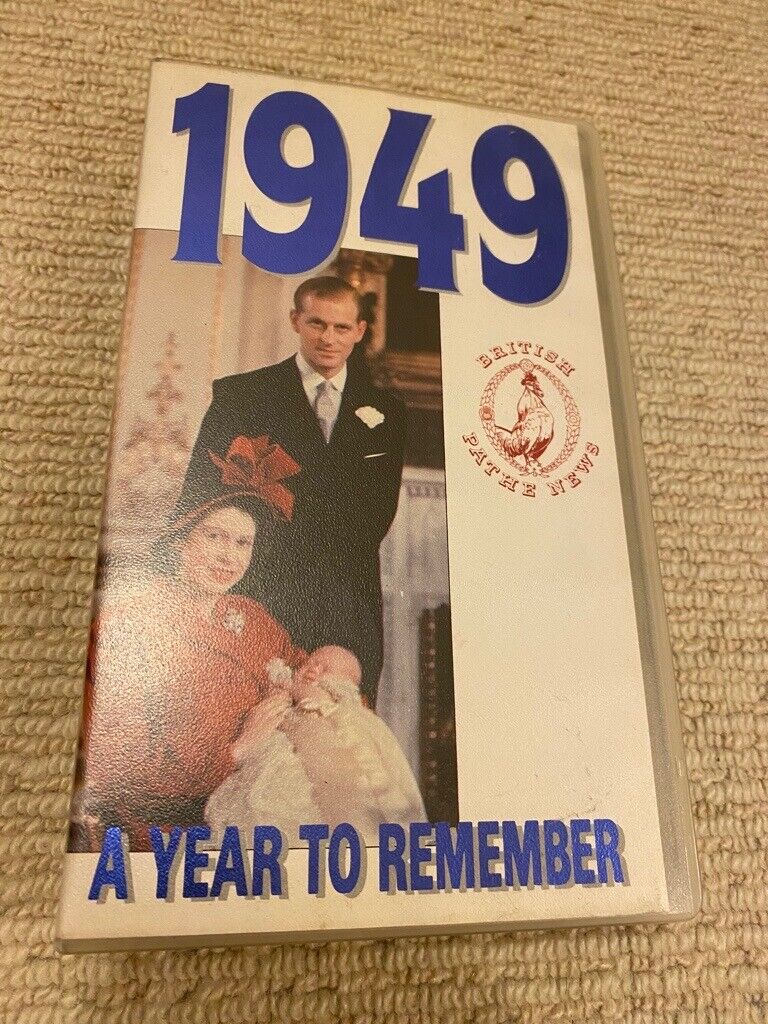 1949
BRITISH
PATHE NEWS
A YEAR TO REMEMBER